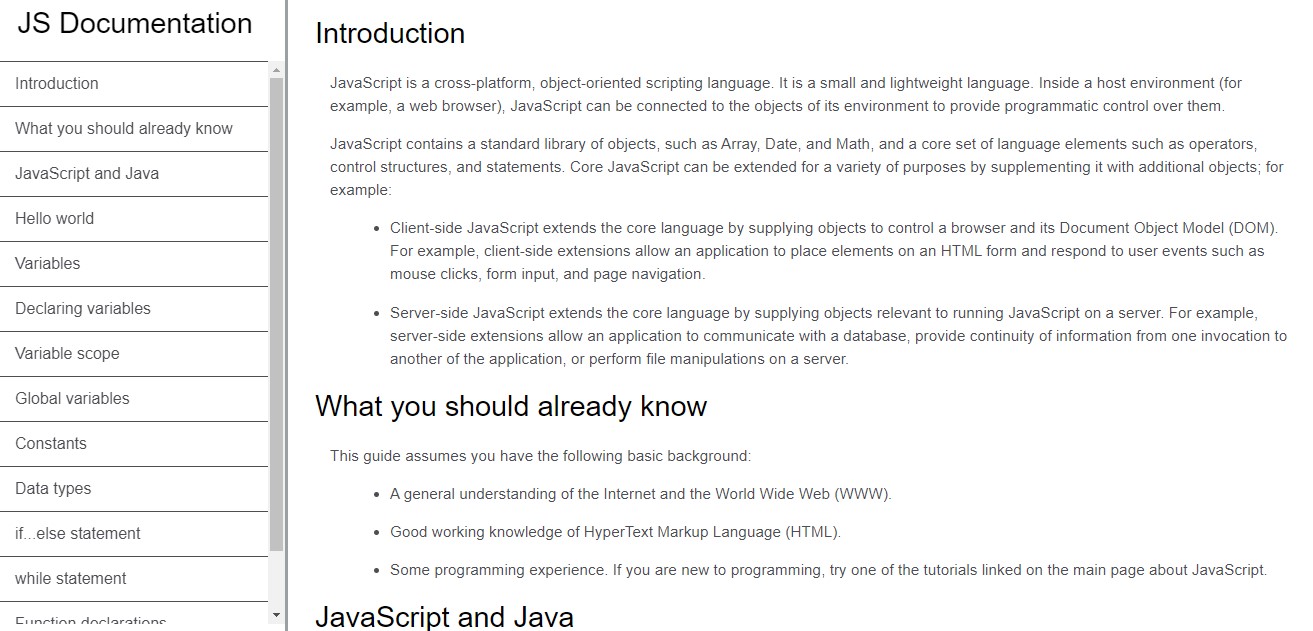 JS Documentation
Introduction
What you should already know
JavaScript and Java
Hello world
Variables
Declaring variables
Variable scope
Global variables
Constants
Data types
if...else statement
while statement
Function declarations
Introduction
JavaScript is a cross-platform, object-oriented scripting language. It is a small and lightweight language. Inside a host environment (for
example, a web browser), JavaScript can be connected to the objects of its environment to provide programmatic control over them.
JavaScript contains a standard library of objects, such as Array, Date, and Math, and a core set of language elements such as operators,
control structures, and statements. Core JavaScript can be extended for a variety of purposes by supplementing it with additional objects; for
example:
• Client-side JavaScript extends the core language by supplying objects to control a browser and its Document Object Model (DOM).
For example, client-side extensions allow an application to place elements on an HTML form and respond to user events such as
mouse clicks, form input, and page navigation.
• Server-side JavaScript extends the core language by supplying objects relevant to running JavaScript on a server. For example,
server-side extensions allow an application to communicate with a database, provide continuity of information from one invocation to
another of the application, or perform file manipulations on a server.
What you should already know
This guide assumes you have the following basic background:
• A general understanding of the Internet and the World Wide Web (WWW).
• Good working knowledge of HyperText Markup Language (HTML).
• Some programming experience. If you are new to programming, try one of the tutorials linked on the main page about JavaScript.
JavaScript and Java